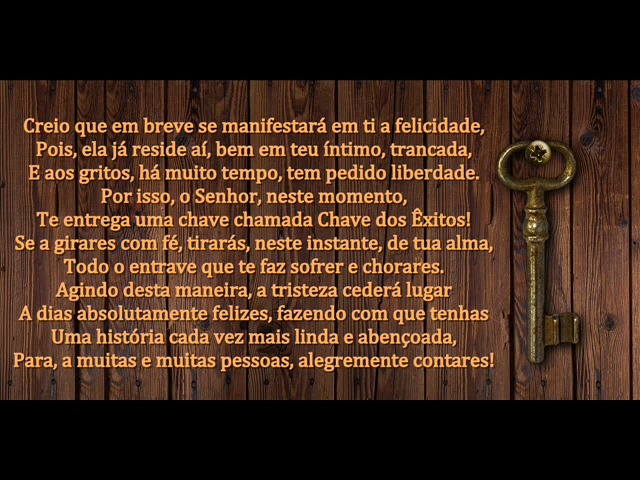 Creio que em breve se manifestará em ti a felicidade,
Pois, ela já reside aí, bem em teu íntimo, trancada,
E aos gritos, há muito tempo, tem pedido liberdade.
Por isso, o Senhor, neste momento,
Te entrega uma chave chamada Chave dos Êxitos!
Se a girares com fé, tirarás, neste instante, de tua alma,
Todo o entrave que te faz sofrer e chorares.
Agindo desta maneira, a tristeza cederá lugar
A dias absolutamente felizes, fazendo com que tenhas
Uma história cada vez mais linda e abençoada,
Para, a muitas e muitas pessoas, alegremente contares!